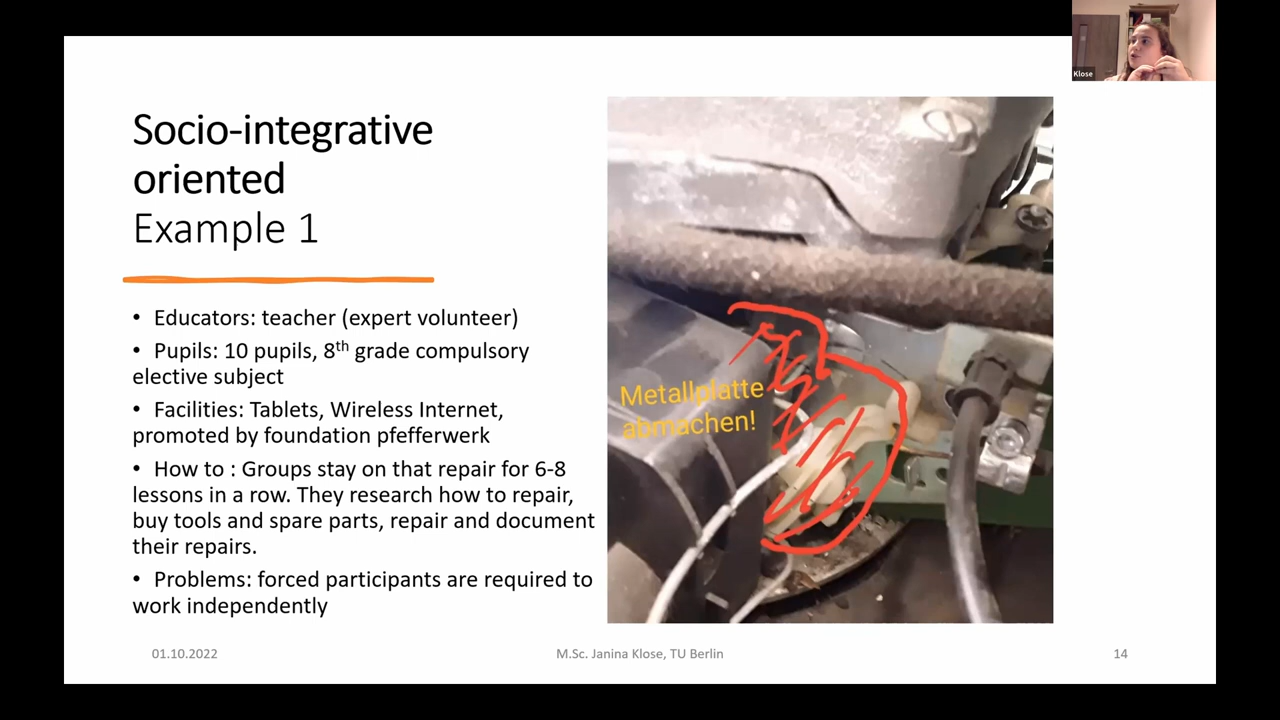 Klose
Socio-integrative
oriented
Example 1
• Educators: teacher (expert volunteer)
• Pupils: 10 pupils, 8th grade compulsory
elective subject
• Facilities: Tablets, Wireless Internet,
promoted by foundation pfefferwerk
• How to : Groups stay on that repair for 6-8
lessons in a row. They research how to repair,
buy tools and spare parts, repair and document
their repairs.
• Problems: forced participants are required to
work independently
Metallplatte
abmachen!
01.10.2022
M.Sc. Janina Klose, TU Berlin
14